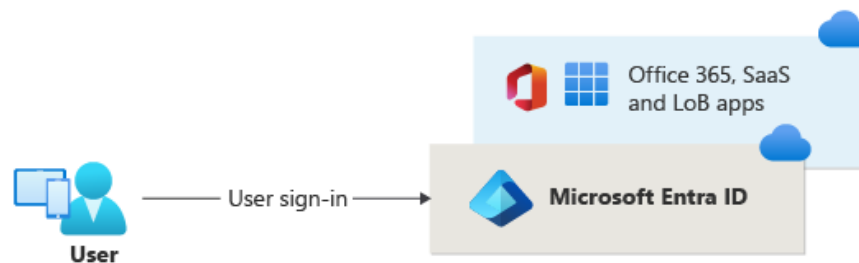 Office 365, SaaS
and LoB apps
User sign-in
Microsoft Entra ID
User